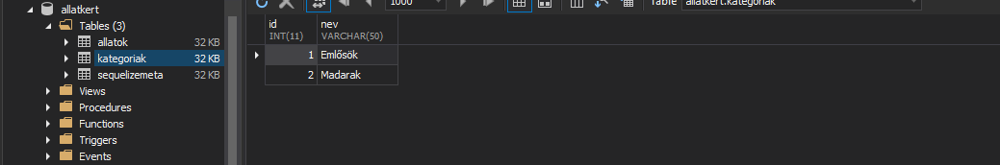 allatkert
Tables (3)
allatok 32 KB
kategoriak 32 KB
sequelizemeta 32 KB
Views
Procedures
Functions
Triggers
Events
1000
Table allatkert.kategoriak
id nev
INT(11) VARCHAR(50)
1 Emlősök
2 Madarak